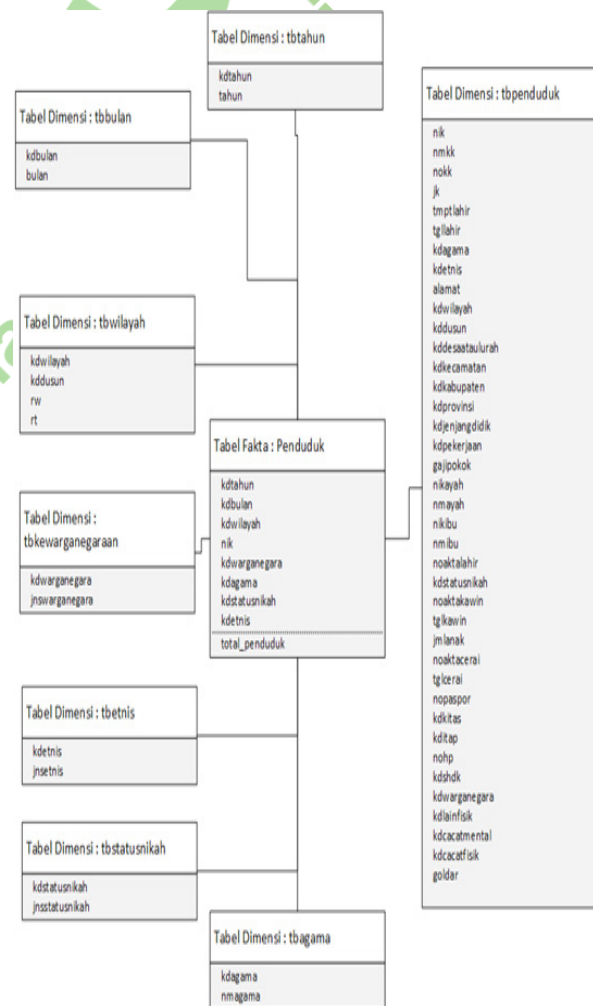 Tabel Dimensi : tbtahun
kdtahun
tahun
Tabel Dimensi : tbbulan
kdbulan
bulan
Tabel Dimensi : tbwilayah
kdwilayah
kddusun
rw
rt
Tabel Dimensi :
tbkewarganegaraan
kdwarganegara
jnswarganegara
Tabel Dimensi : tbetnis
kdetnis
jnsetnis
Tabel Dimensi : tbstatusnikah
kdstatusnikah
jnsstatusnikah
Tabel Fakta : Penduduk
kdtahun
kdbulan
kdwilayah
nik
kdwarganegara
kdagama
kdstatusnikah
kdetnis
total_penduduk
Tabel Dimensi : tbagama
kdagama
nmagama
Tabel Dimensi : tbpenduduk
nik
nmkk
nokk
jk
tmptlahir
tgllahir
kdagama
kdetnis
alamat
kdwilayah
kddusun
kddesaataulurah
kdkecamatan
kdkabupaten
kdprovinsi
kdjenjangdidik
kdpekerjaan
gajipokok
nikayah
nmayah
nikibu
nmibu
noaktalahir
kdstatusnikah
noaktakawin
tglkawin
jmlanak
noaktacerai
tglcerai
nopaspor
kdkitas
kditap
nohp
kdshdk
kdwarganegara
kdlainfisik
kdcacatmental
kdcacatfisik
goldar